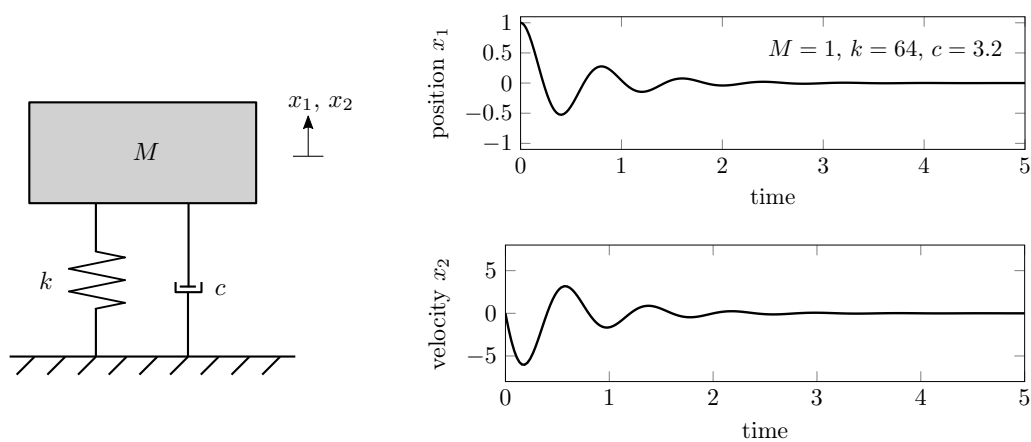 x₁, x₂
M
k
c
position x₁
1
0.5
0
−0.5
−1
M = 1, k = 64, c = 3.2
0 1 2 3 4 5
time
velocity x₂
5
0
−5
0 1 2 3 4 5
time